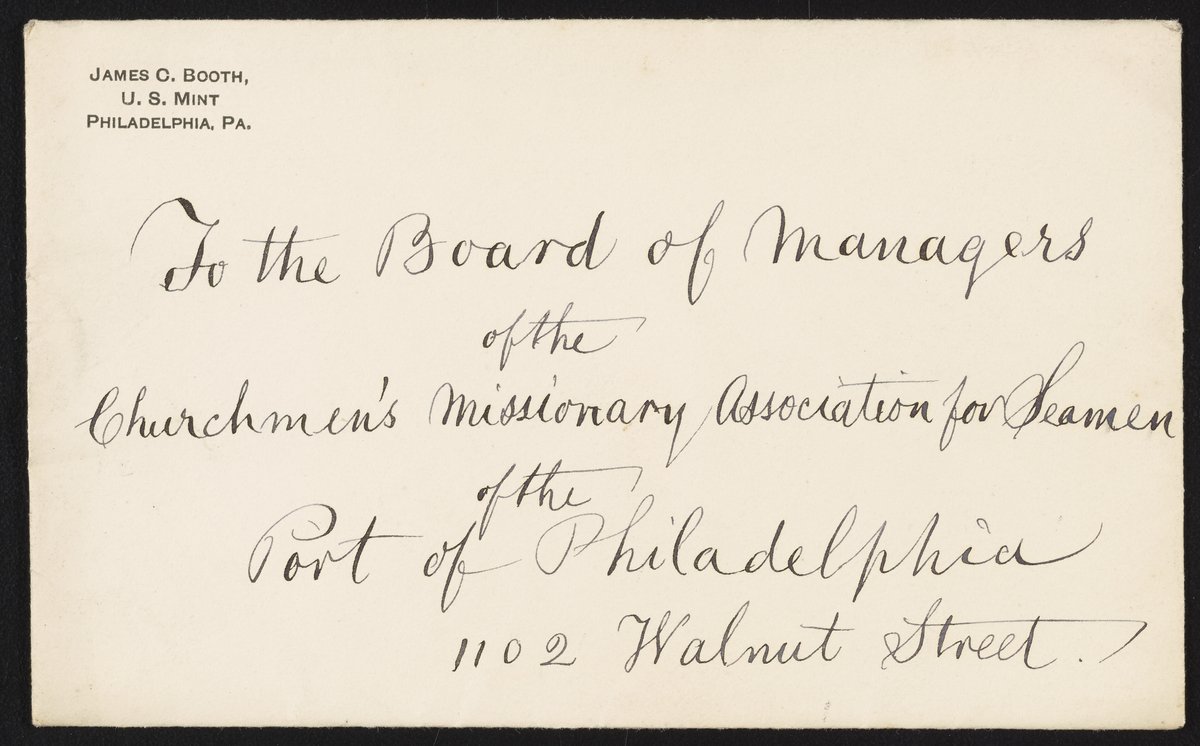 JAMES C. BOOTH,
U. S. MINT
PHILADELPHIA, PA.
To the Board of Managers
of the
Churchmen's Missionary Association for Seamen
of the
Port of Philadelphia
1102 Walnut Street.